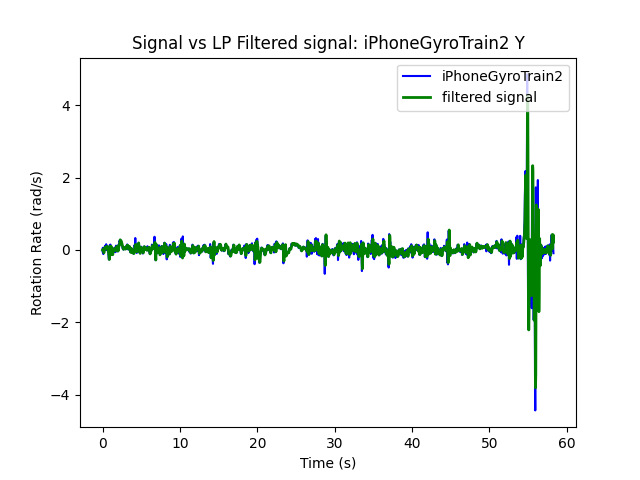 Signal vs LP Filtered signal: iPhoneGyroTrain2 Y
iPhoneGyroTrain2
filtered signal
Rotation Rate (rad/s)
4
2
0
−2
−4
0 10 20 30 40 50 60
Time (s)